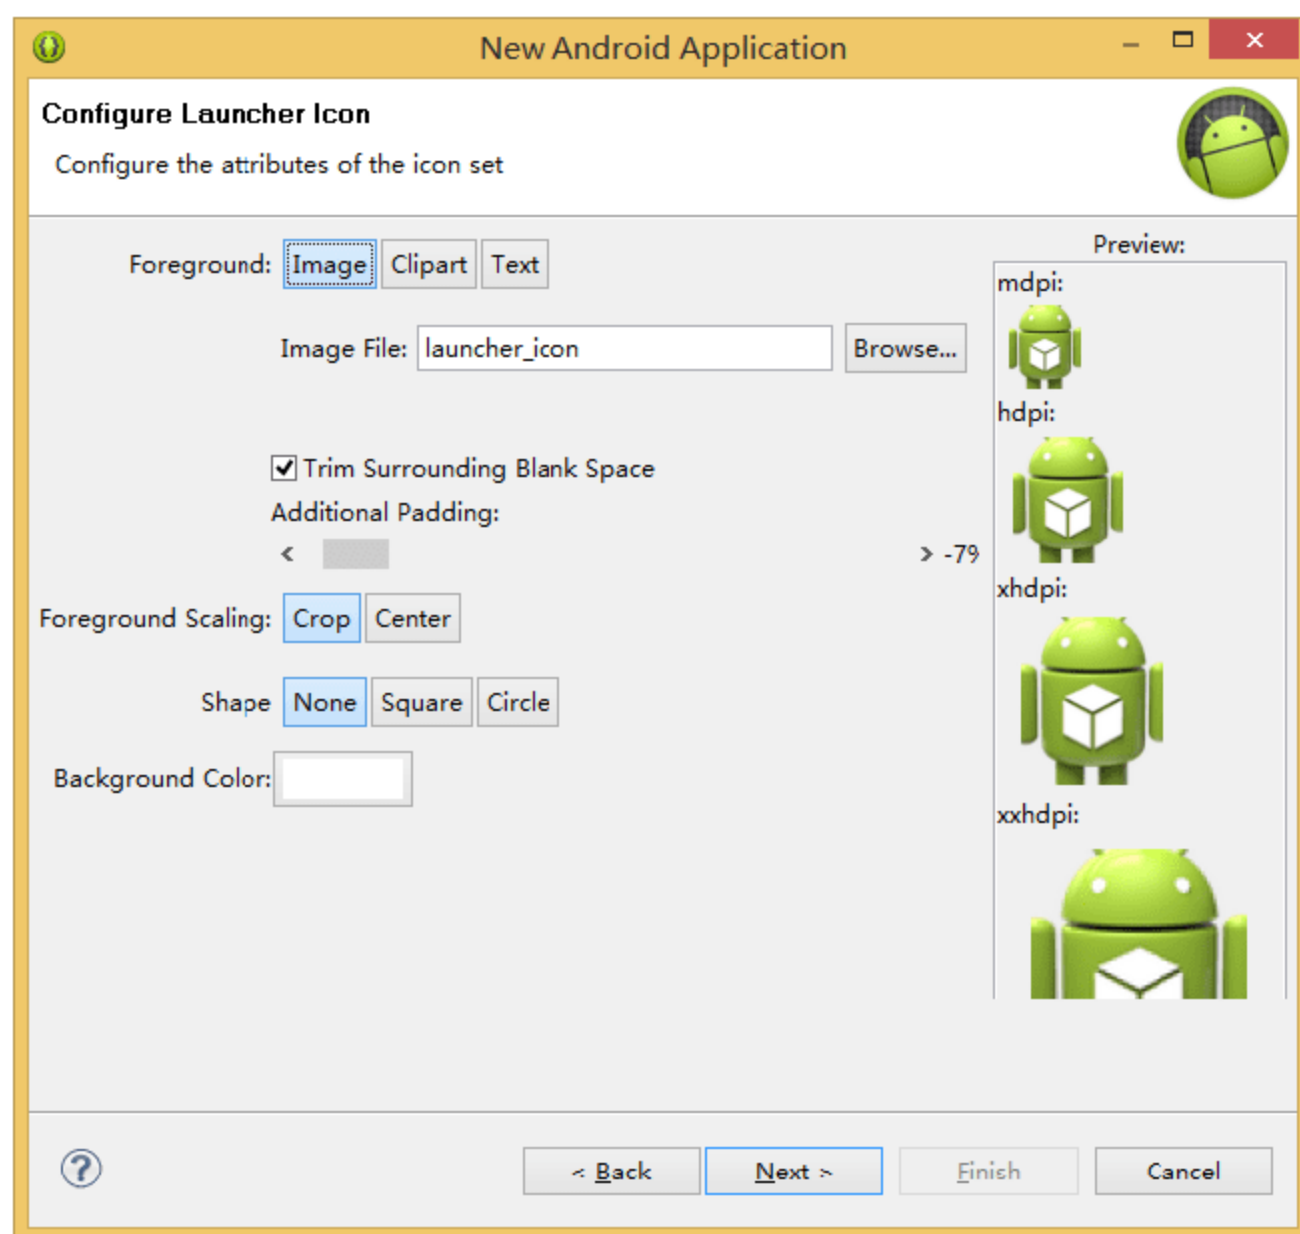 New Android Application
Configure Launcher Icon
Configure the attributes of the icon set
Foreground: Image Clipart Text
Image File: launcher_icon Browse...
Trim Surrounding Blank Space
Additional Padding:
< > -7%
Foreground Scaling: Crop Center
Shape None Square Circle
Background Color:
Preview:
mdpi:
hdpi:
xhdpi:
xxhdpi:
? < Back Next > Finish Cancel